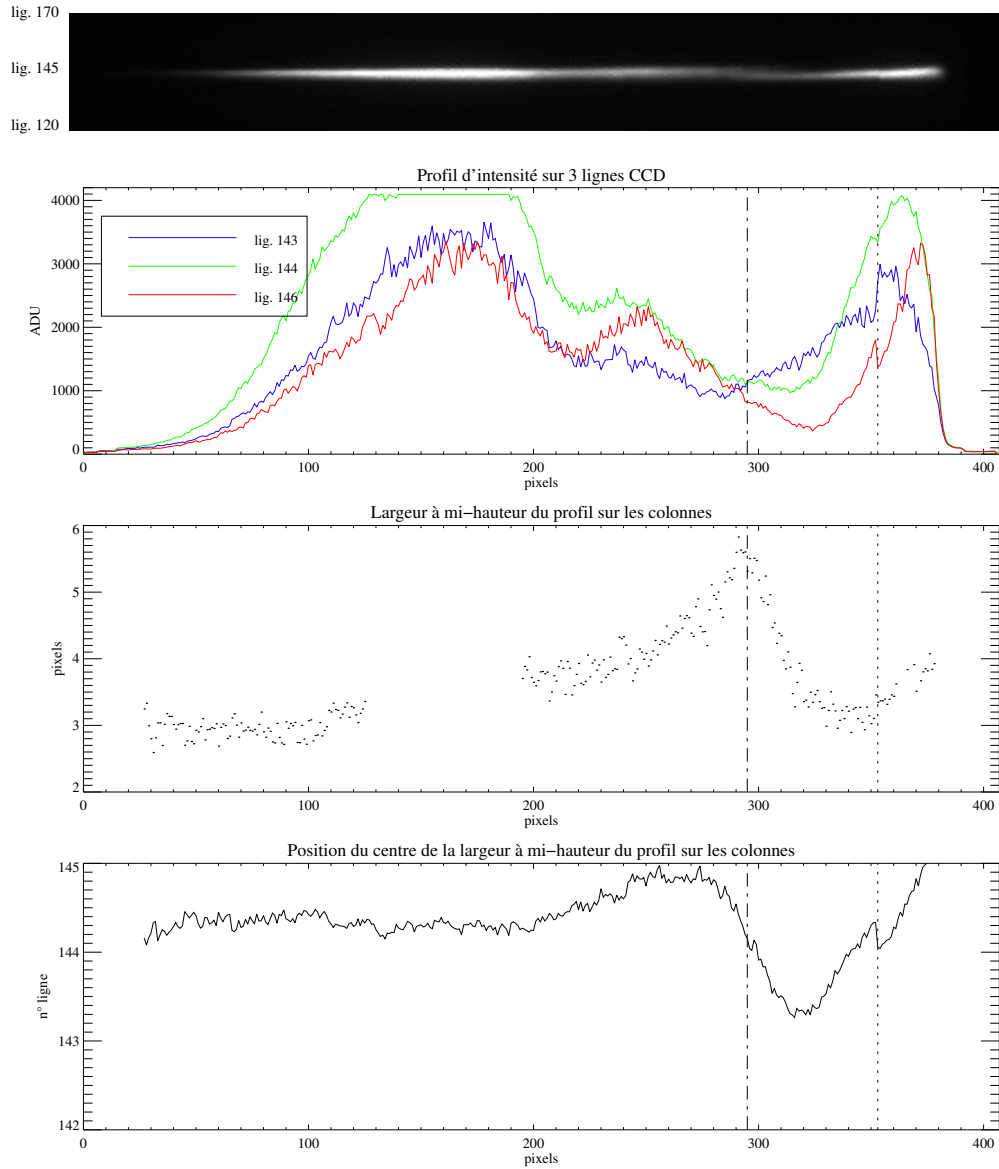 lig. 170
lig. 145
lig. 120
Profil d'intensité sur 3 lignes CCD
4000
3000
2000
1000
0
ADU
lig. 143
lig. 144
lig. 146
0 100 200 300 400
pixels
Largeur à mi−hauteur du profil sur les colonnes
6
5
4
3
2
pixels
0 100 200 300 400
pixels
Position du centre de la largeur à mi−hauteur du profil sur les colonnes
145
144
143
142
n° ligne
0 100 200 300 400
pixels